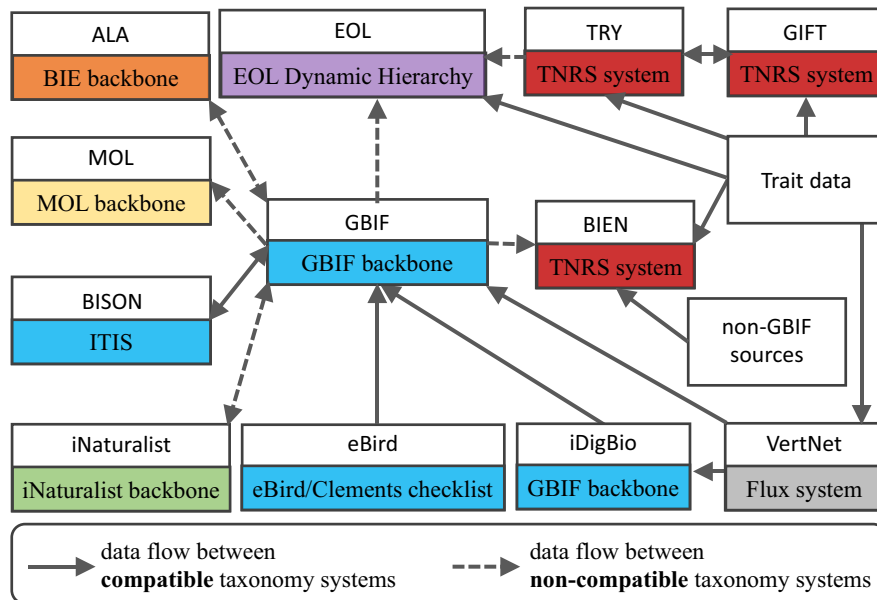 ALA
BIE backbone
EOL
EOL Dynamic Hierarchy
TRY
TNRS system
GIFT
TNRS system
MOL
MOL backbone
Trait data
GBIF
GBIF backbone
BIEN
TNRS system
BISON
ITIS
non-GBIF
sources
iNaturalist
iNaturalist backbone
eBird
eBird/Clements checklist
iDigBio
GBIF backbone
VertNet
Flux system
data flow between
compatible taxonomy systems
data flow between
non-compatible taxonomy systems